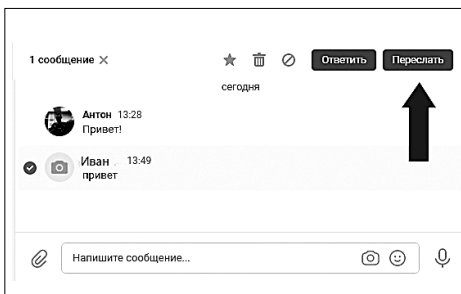 1 сообщение Ответить Переслать
сегодня
Антон 13:28
Привет!
Иван 13:49
привет
Напишите сообщение...